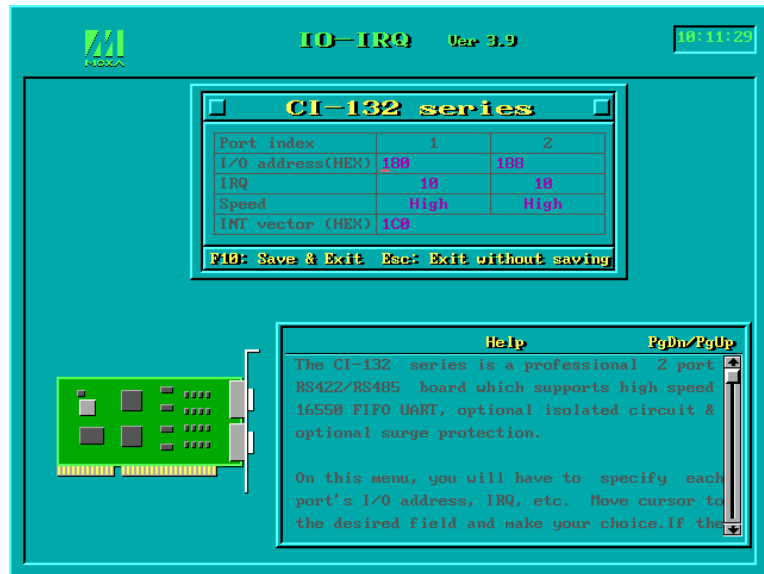 MOXA
IO-IRQ Ver 3.9
10:11:29
CI-132 series
Port index 1 2
I/O address(HEX) 180 188
IRQ 10 10
Speed High High
INT vector (HEX) 1C0
F10: Save & Exit Esc: Exit without saving
Help PgDn/PgUp
The CI-132 series is a professional 2 port
RS422/RS485 board which supports high speed
16550 FIFO UART, optional isolated circuit &
optional surge protection.
On this menu, you will have to specify each
port's I/O address, IRQ, etc. Move cursor to
the desired field and make your choice.If the